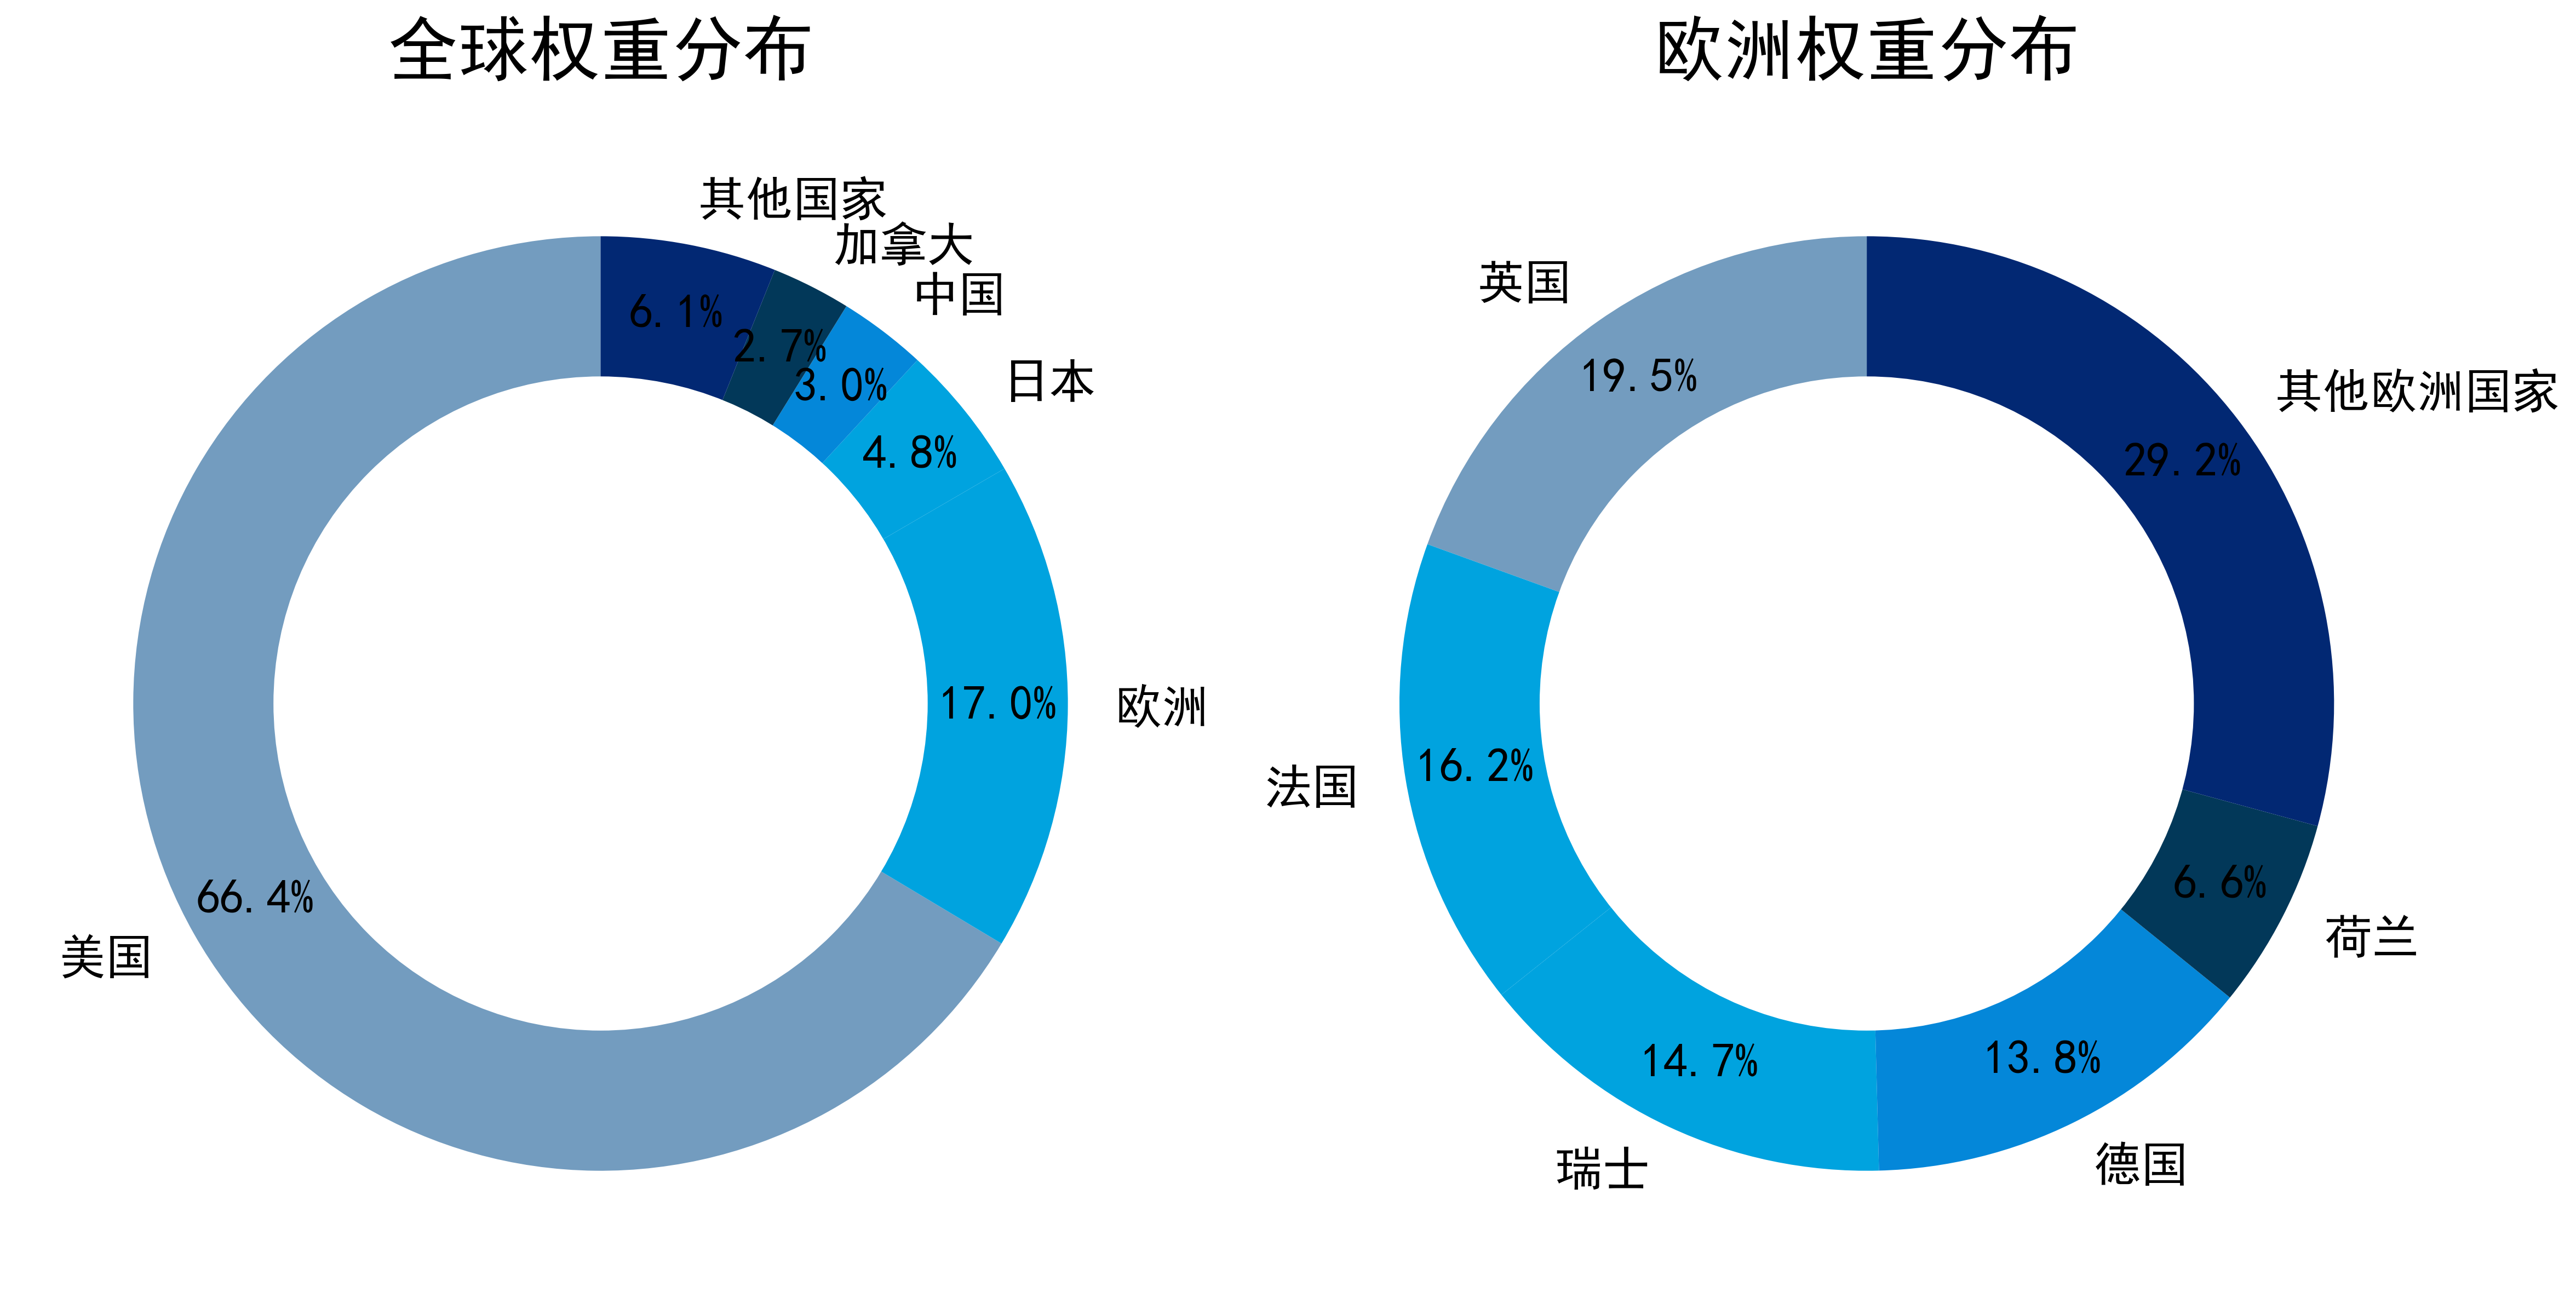 全球权重分布
其他国家
加拿大
中国
日本
欧洲
美国
6.1%
2.7%
3.0%
4.8%
17.0%
66.4%
欧洲权重分布
英国
其他欧洲国家
法国
荷兰
瑞士
德国
19.5%
29.2%
16.2%
6.6%
14.7%
13.8%